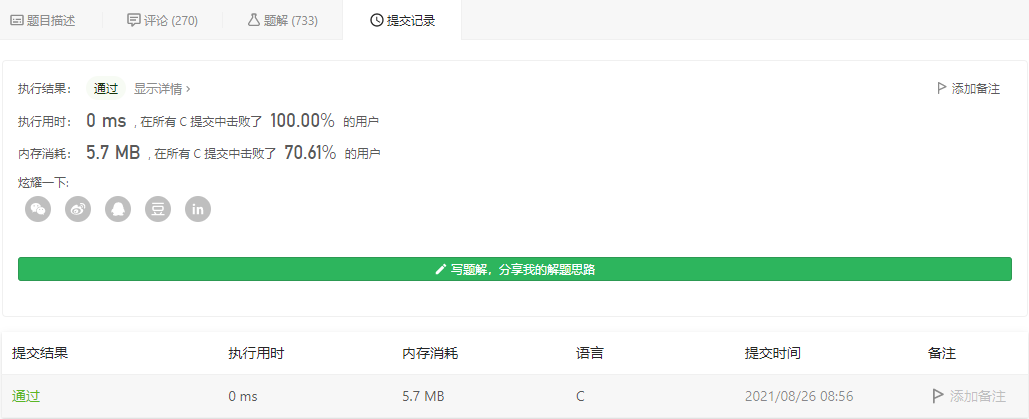 题目描述 评论 (270) 题解 (733) 提交记录
执行结果： 通过 显示详情 › 添加备注
执行用时： 0 ms , 在所有 C 提交中击败了 100.00% 的用户
内存消耗： 5.7 MB , 在所有 C 提交中击败了 70.61% 的用户
炫耀一下:
豆 in
写题解，分享我的解题思路
提交结果 执行用时 内存消耗 语言 提交时间 备注
通过 0 ms 5.7 MB C 2021/08/26 08:56 添加备注